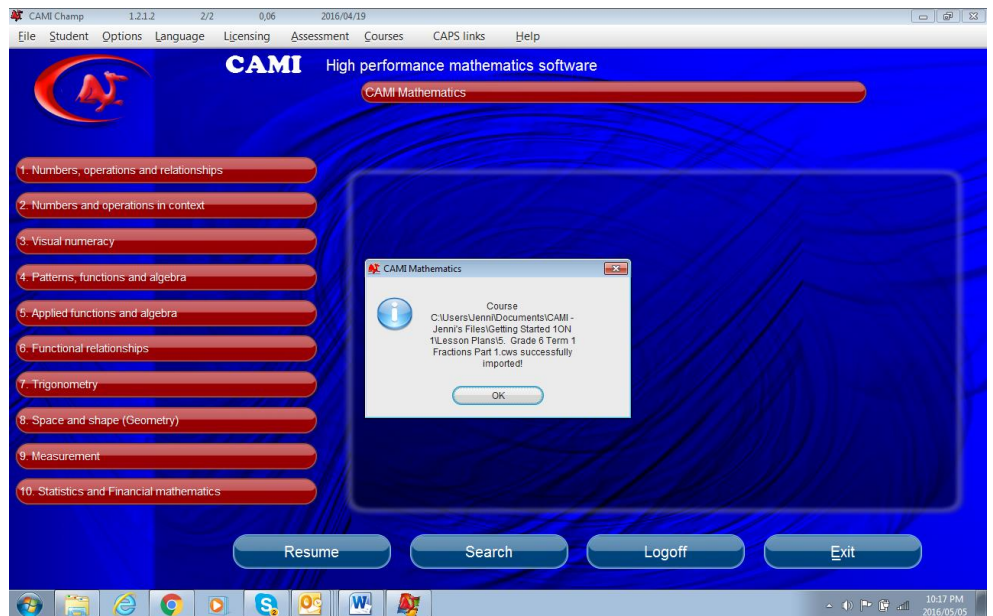 CAMI Champ 1.2.1.2 2/2 0,06 2016/04/19
File Student Options Language Licensing Assessment Courses CAPS links Help
CAMI High performance mathematics software
CAMI Mathematics
1. Numbers, operations and relationships
2. Numbers and operations in context
3. Visual numeracy
4. Patterns, functions and algebra
5. Applied functions and algebra
6. Functional relationships
7. Trigonometry
8. Space and shape (Geometry)
9. Measurement
10. Statistics and Financial mathematics
CAMI Mathematics
Course
C:\Users\Jenni\Documents\CAMI -
Jenni's Files\Getting Started 1ON
1\Lesson Plans\5. Grade 6 Term 1
Fractions Part 1.cws successfully
imported!
OK
Resume Search Logoff Exit
10:17 PM
2016/05/05